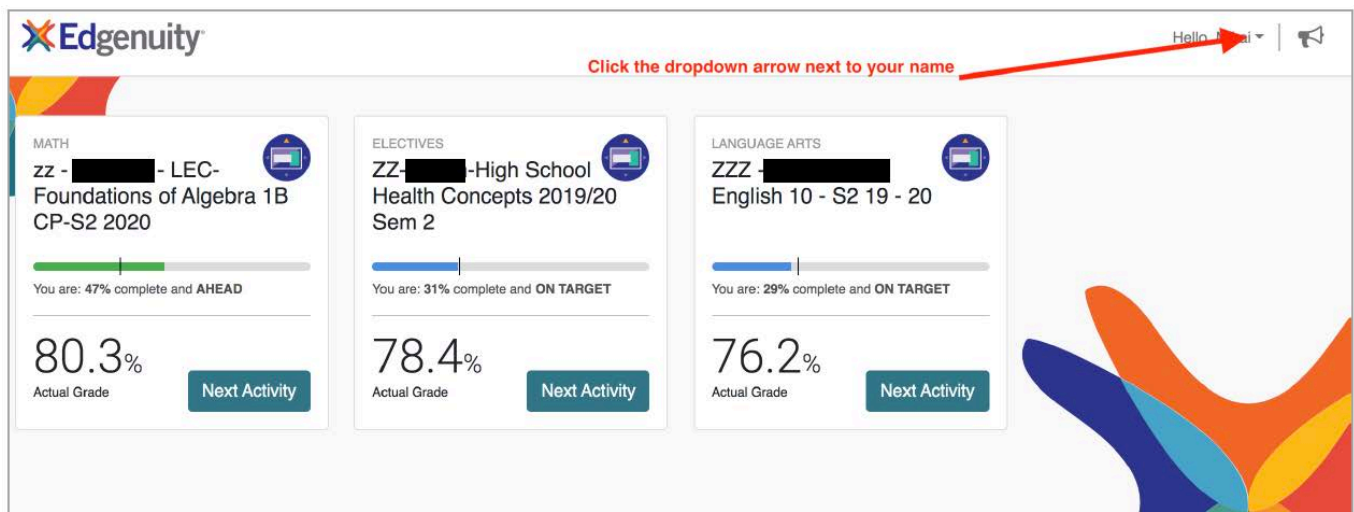 Edgenuity
Hello,
Click the dropdown arrow next to your name
MATH
zz - - LEC-
Foundations of Algebra 1B
CP-S2 2020
You are: 47% complete and AHEAD
80.3%
Actual Grade
Next Activity
ELECTIVES
ZZ- -High School
Health Concepts 2019/20
Sem 2
You are: 31% complete and ON TARGET
78.4%
Actual Grade
Next Activity
LANGUAGE ARTS
ZZZ -
English 10 - S2 19 - 20
You are: 29% complete and ON TARGET
76.2%
Actual Grade
Next Activity